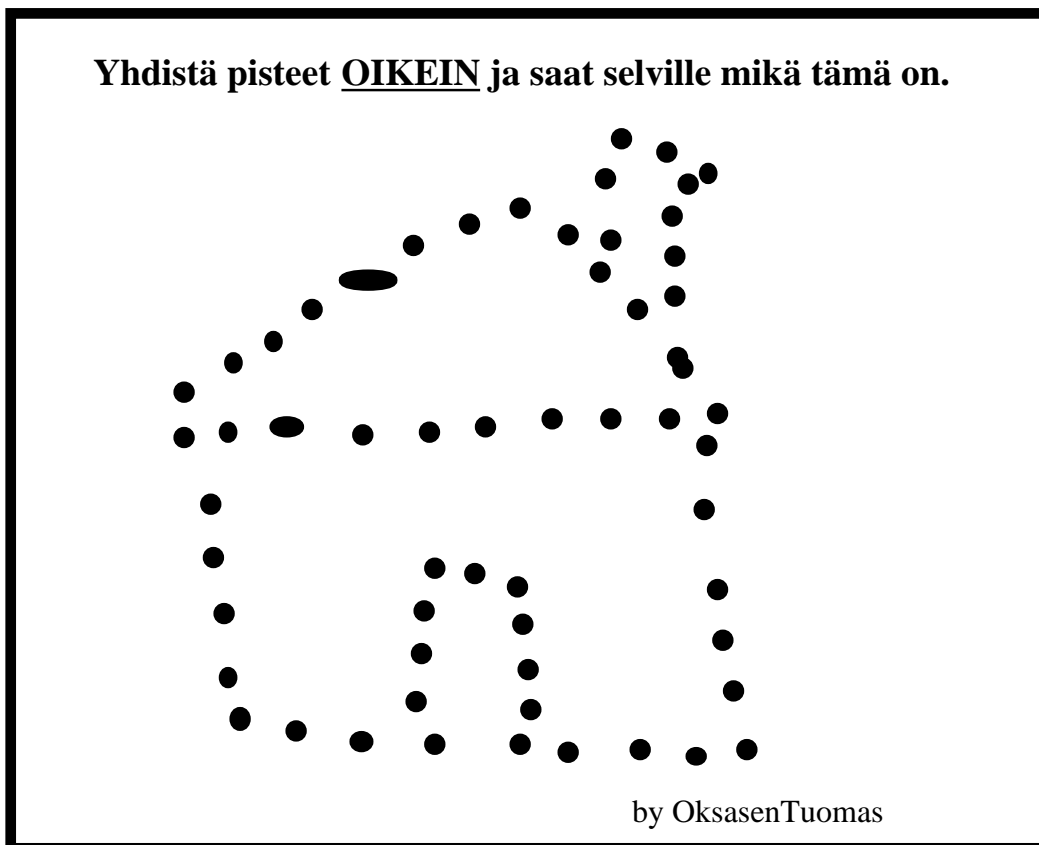 Yhdistä pisteet OIKEIN ja saat selville mikä tämä on.
by OksasenTuomas